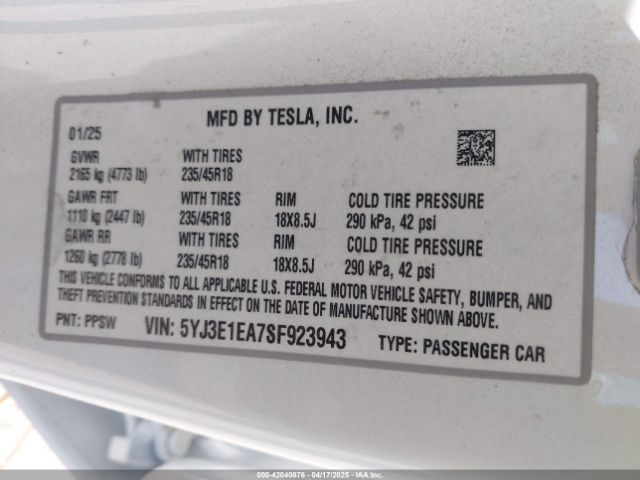 MFD BY TESLA, INC.
01/25
GVWR WITH TIRES
2165 kg (4773 lb) 235/45R18
GAWR FRT WITH TIRES RIM COLD TIRE PRESSURE
1110 kg (2447 lb) 235/45R18 18X8.5J 290 kPa, 42 psi
GAWR RR WITH TIRES RIM COLD TIRE PRESSURE
1260 kg (2778 lb) 235/45R18 18X8.5J 290 kPa, 42 psi
THIS VEHICLE CONFORMS TO ALL APPLICABLE U.S. FEDERAL MOTOR VEHICLE SAFETY, BUMPER, AND
THEFT PREVENTION STANDARDS IN EFFECT ON THE DATE OF MANUFACTURE SHOWN ABOVE.
PNT: PPSW VIN: 5YJ3E1EA7SF923943 TYPE: PASSENGER CAR
000-42040876 - 04/17/2025 - IAA Inc.